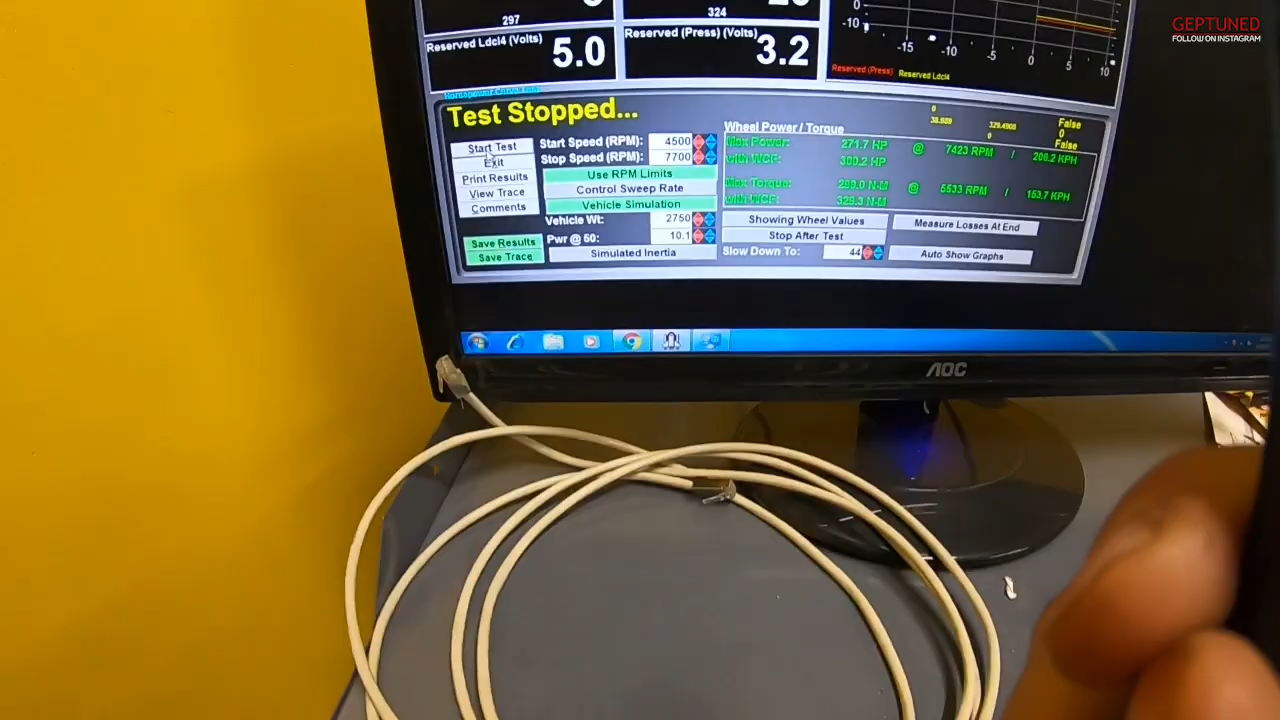 GEPTUNED
FOLLOW ON INSTAGRAM
297
324
Reserved Ldcl4 (Volts)
5.0
Reserved (Press) (Volts)
3.2
0
-10
-15
-10
-5
0
5
10
Reserved (Press)
Reserved Ldcl4
Test Stopped...
Start Test
Exit
Print Results
View Trace
Comments
Save Results
Save Trace
Start Speed (RPM):
4500
Stop Speed (RPM):
7700
Use RPM Limits
Control Sweep Rate
Vehicle Simulation
Vehicle Wt:
2750
Pwr @ 50:
10.1
Simulated Inertia
Wheel Power / Torque
0
38.989
0
False
0
False
Max Power:
271.7 HP
@
7423 RPM
/
206.2 KPH
with WCF:
300.2 HP
Max Torque:
N-M
@
5533 RPM
/
153.7 KPH
with WCF:
329.3 N-M
Showing Wheel Values
Measure Losses At End
Stop After Test
Slow Down To:
44
Auto Show Graphs
AOC